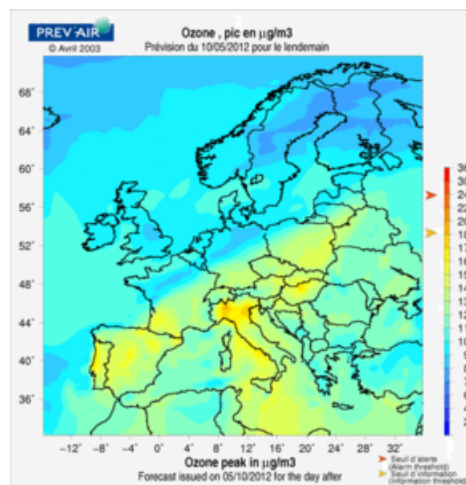 PREV'AIR
© Avril 2003
Ozone , pic en µg/m3
Prévision du 10/05/2012 pour le lendemain
68°
64°
60°
56°
52°
48°
44°
40°
36°
−12° −8° −4° 0° 4° 8° 12° 16° 20° 24° 28° 32°
Ozone peak in µg/m3
Forecast issued on 05/10/2012 for the day after
Seuil d'alerte
(Alarm threshold)
Seuil d'information
(Information threshold)